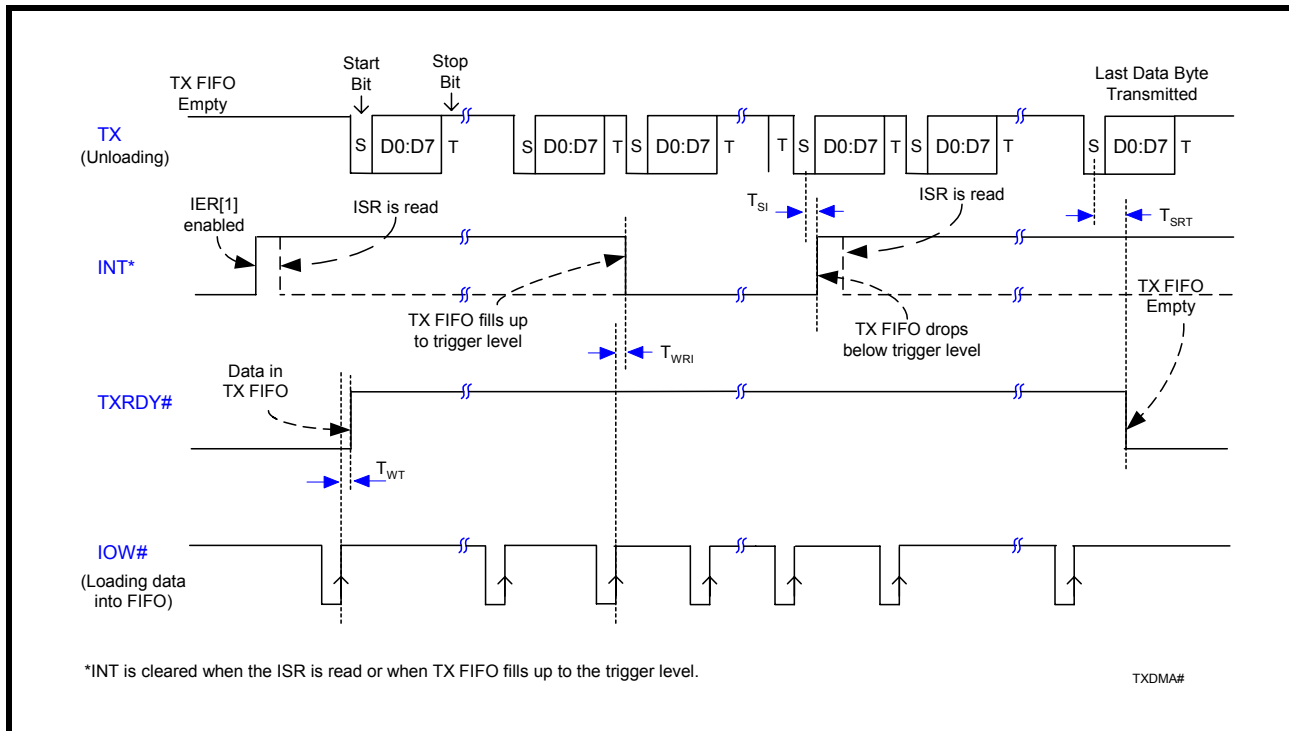 Start
Bit
Stop
Bit
TX FIFO
Empty
Last Data Byte
Transmitted
TX
(Unloading)
S D0:D7 T S D0:D7 T S D0:D7 T T S D0:D7 T S D0:D7 T S D0:D7 T
IER[1]
enabled
ISR is read
TSI
ISR is read
TSRT
INT*
TX FIFO fills up
to trigger level
TX FIFO drops
below trigger level
TX FIFO
Empty
TWRI
Data in
TX FIFO
TXRDY#
TWT
IOW#
(Loading data
into FIFO)
*INT is cleared when the ISR is read or when TX FIFO fills up to the trigger level.
TXDMA#